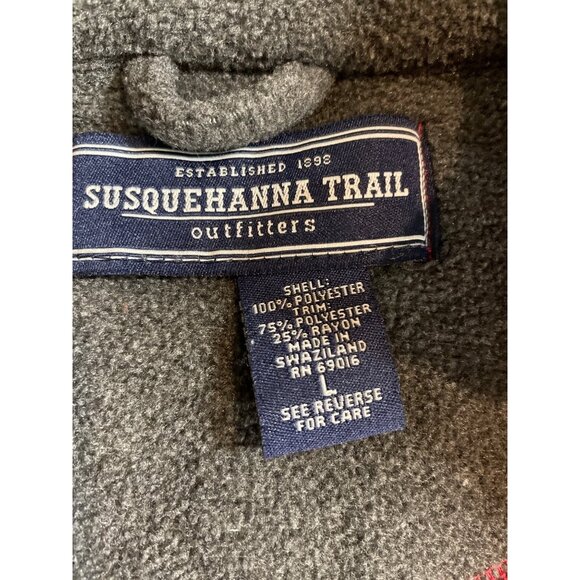 ESTABLISHED 1898
SUSQUEHANNA TRAIL
outfitters
SHELL:
100% POLYESTER
TRIM:
75% POLYESTER
25% RAYON
MADE IN
SWAZILAND
RN 69016
L
SEE REVERSE
FOR CARE